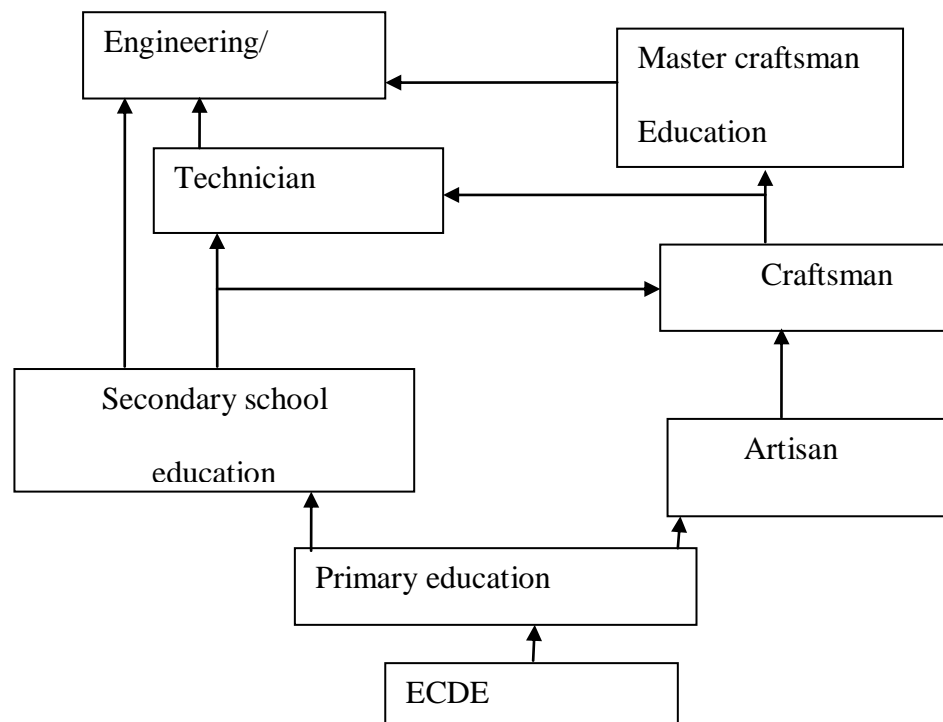 Engineering/
Master craftsman
Education
Technician
Craftsman
Secondary school
education
Artisan
Primary education
ECDE